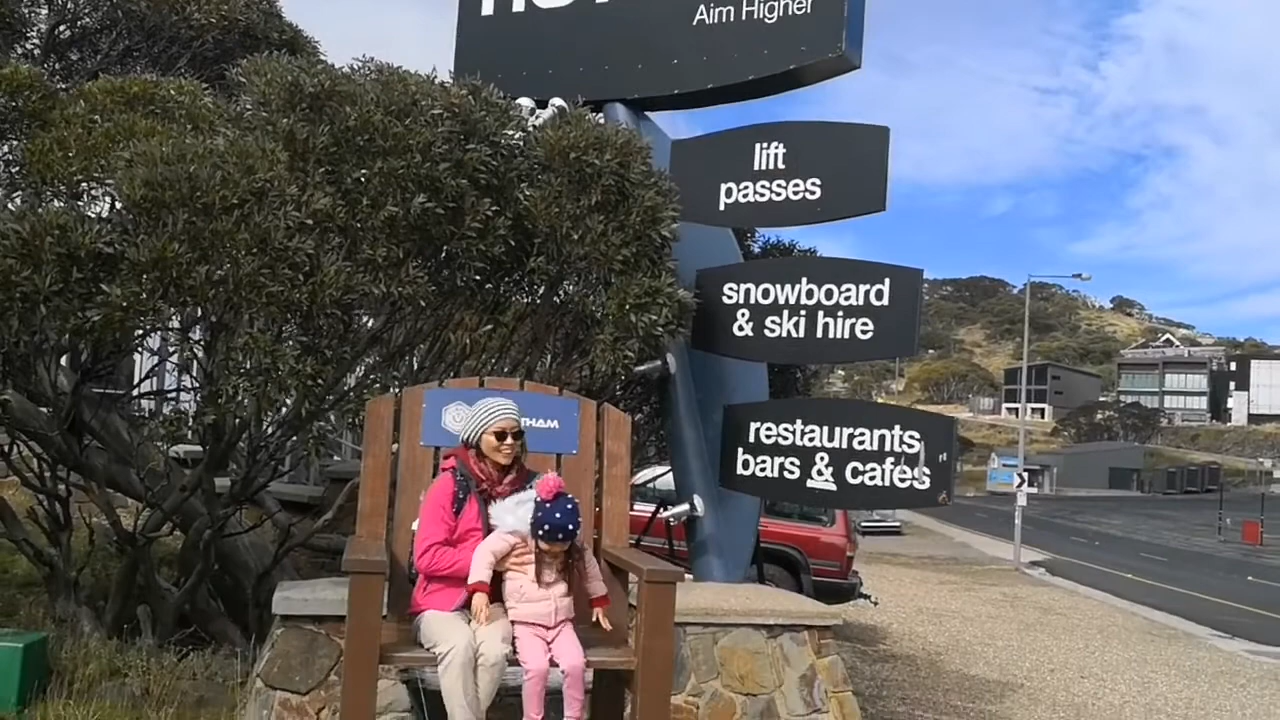 Aim Higher
lift
passes
snowboard
& ski hire
restaurants
bars & cafes